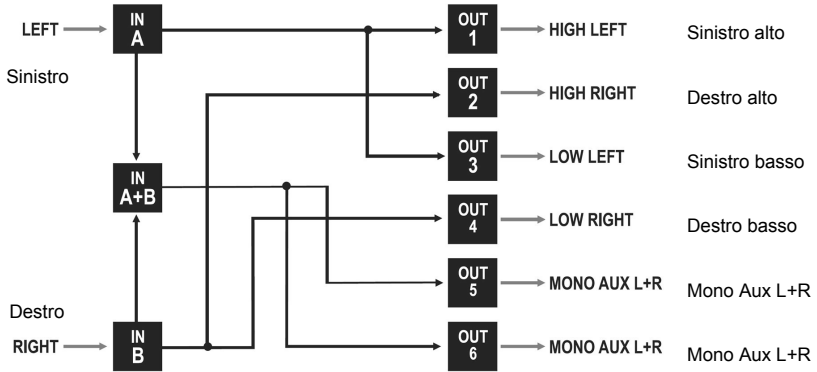 LEFT
IN
A
OUT
1
HIGH LEFT
Sinistro alto
Sinistro
OUT
2
HIGH RIGHT
Destro alto
OUT
3
LOW LEFT
Sinistro basso
IN
A+B
OUT
4
LOW RIGHT
Destro basso
OUT
5
MONO AUX L+R
Mono Aux L+R
Destro
RIGHT
IN
B
OUT
6
MONO AUX L+R
Mono Aux L+R